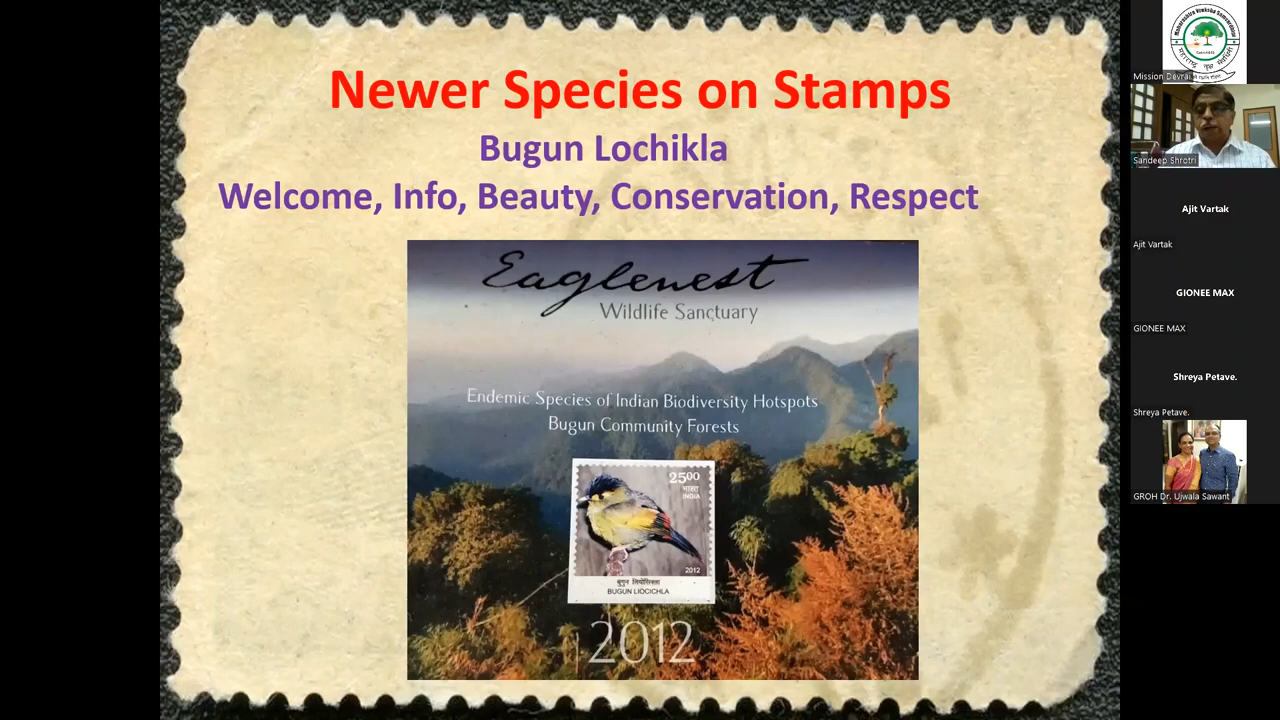 Newer Species on Stamps
Bugun Lochikla
Welcome, Info, Beauty, Conservation, Respect
Eaglenest
Wildlife Sanctuary
Endemic Species of Indian Biodiversity Hotspots
Bugun Community Forests
2500
भारत
INDIA
2012
बुगुन लियोसिक्ला
BUGUN LIOCICHLA
2012
Mission Devrai
Sandeep Shrotri
Ajit Vartak
Ajit Vartak
GIONEE MAX
GIONEE MAX
Shreya Petave.
Shreya Petave.
GROH Dr. Ujwala Sawant